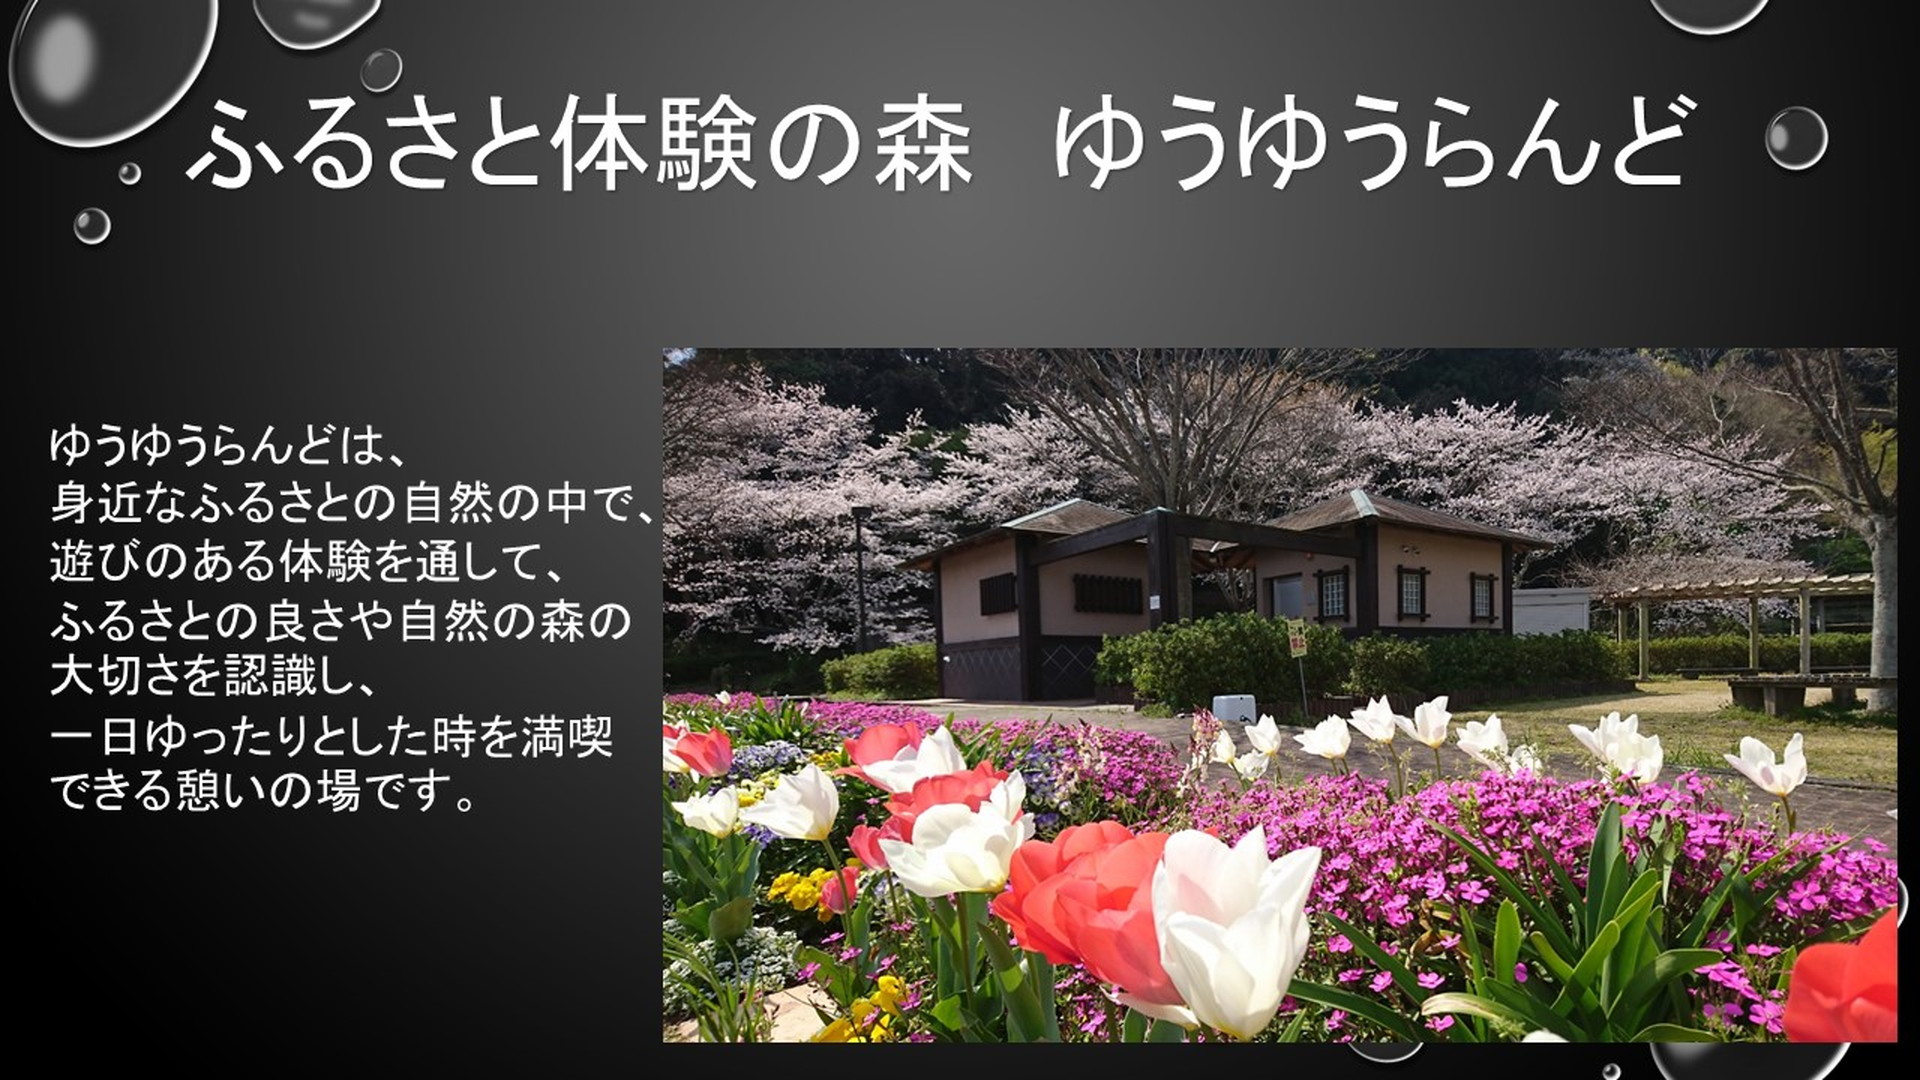 ふるさと体験の森　ゆうゆうらんど
ゆうゆうらんどは、
身近なふるさとの自然の中で、
遊びのある体験を通して、
ふるさとの良さや自然の森の
大切さを認識し、
一日ゆったりとした時を満喫
できる憩いの場です。